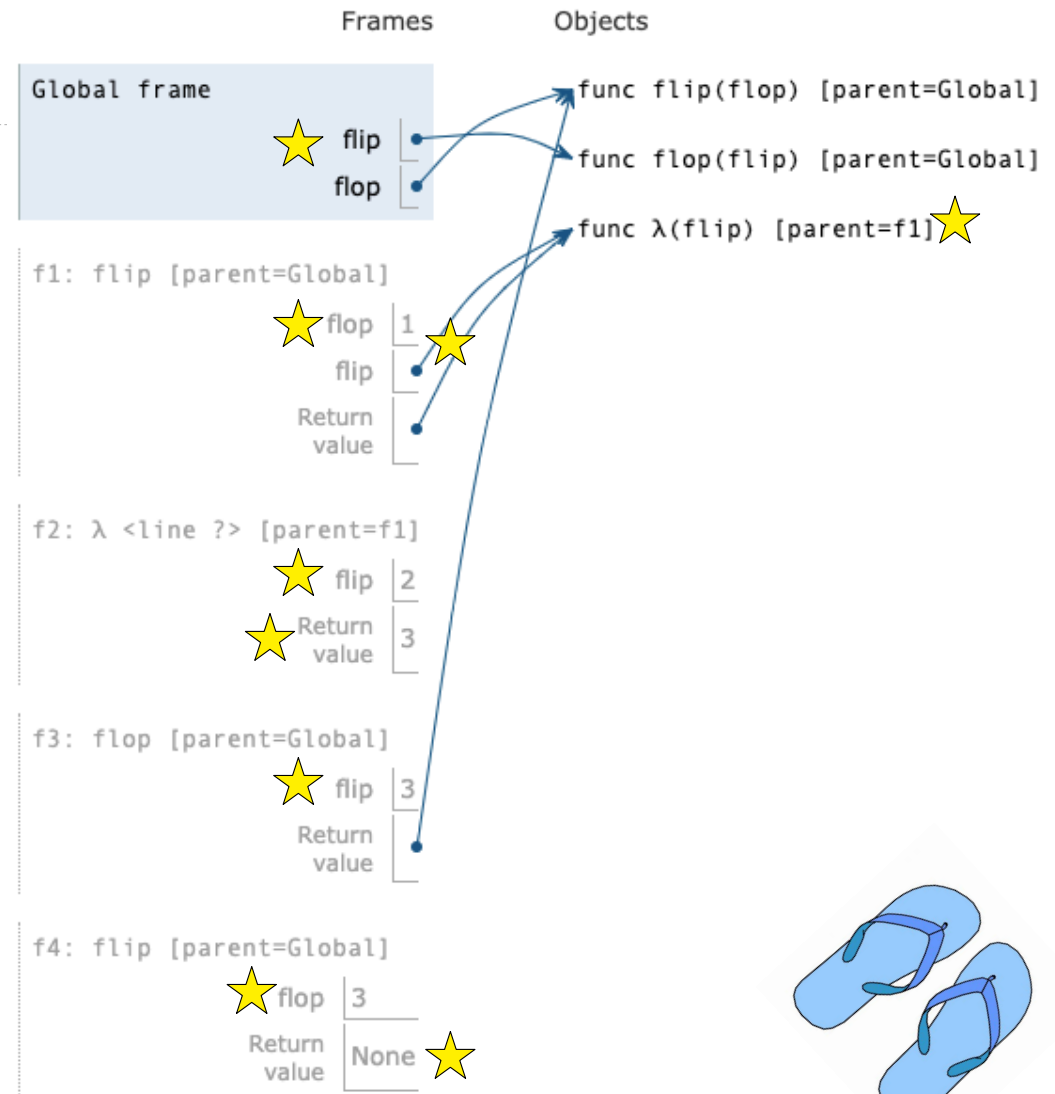 Frames Objects
Global frame
flip
flop
func flip(flop) [parent=Global]
func flop(flip) [parent=Global]
func λ(flip) [parent=f1]
f1: flip [parent=Global]
flop 1
flip
Return
value
f2: λ <line ?> [parent=f1]
flip 2
Return
value 3
f3: flop [parent=Global]
flip 3
Return
value
f4: flip [parent=Global]
flop 3
Return
value None